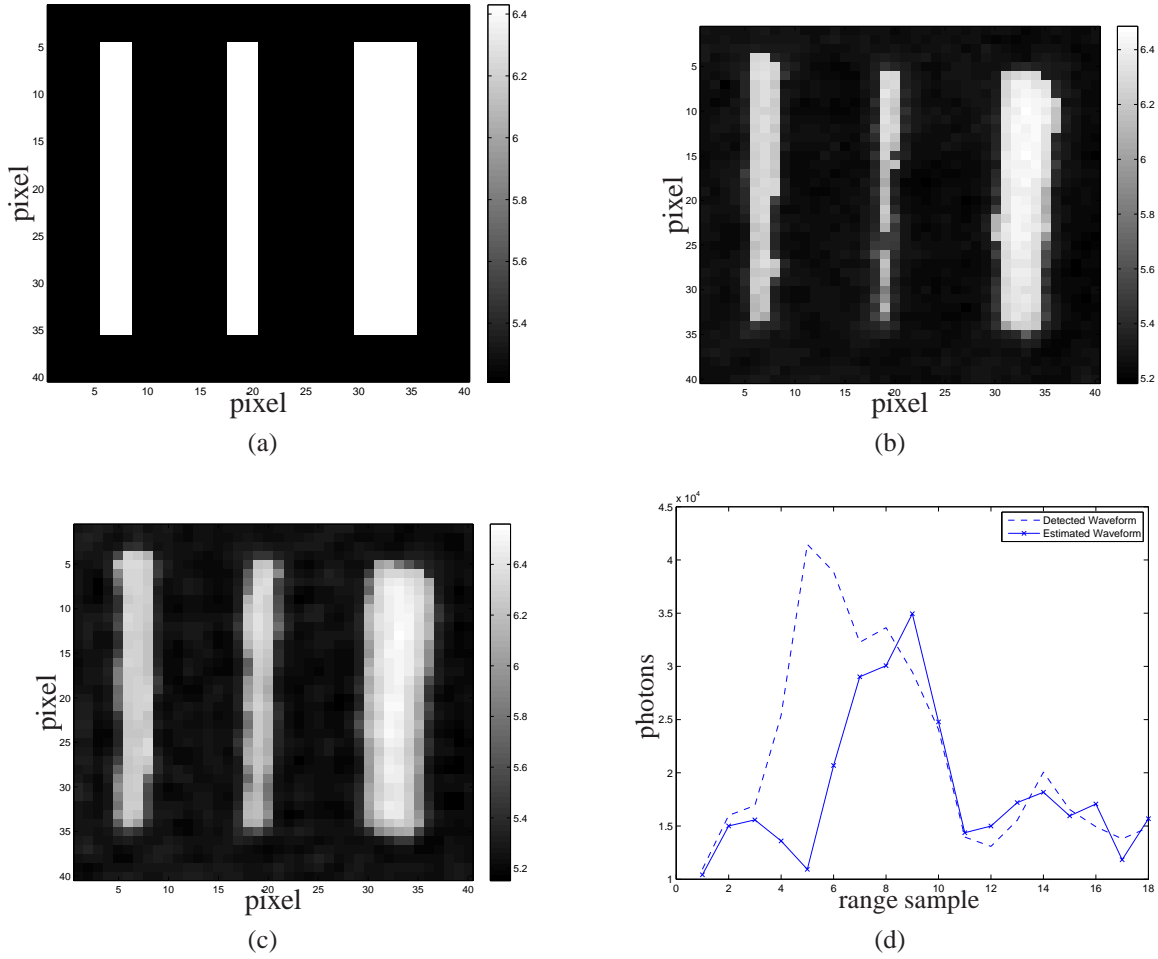 5
10
15
20
25
30
35
40
5 10 15 20 25 30 35 40
pixel
pixel
6.4
6.2
6
5.8
5.6
5.4
(a)
5
10
15
20
25
30
35
40
5 10 15 20 25 30 35 40
pixel
pixel
6.4
6.2
6
5.8
5.6
5.4
5.2
(b)
5
10
15
20
25
30
35
40
5 10 15 20 25 30 35 40
pixel
pixel
6.4
6.2
6
5.8
5.6
5.4
5.2
(c)
x 10⁴
4.5
4
3.5
3
2.5
2
1.5
1
0 2 4 6 8 10 12 14 16 18
photons
range sample
Detected Waveform
Estimated Waveform
(d)